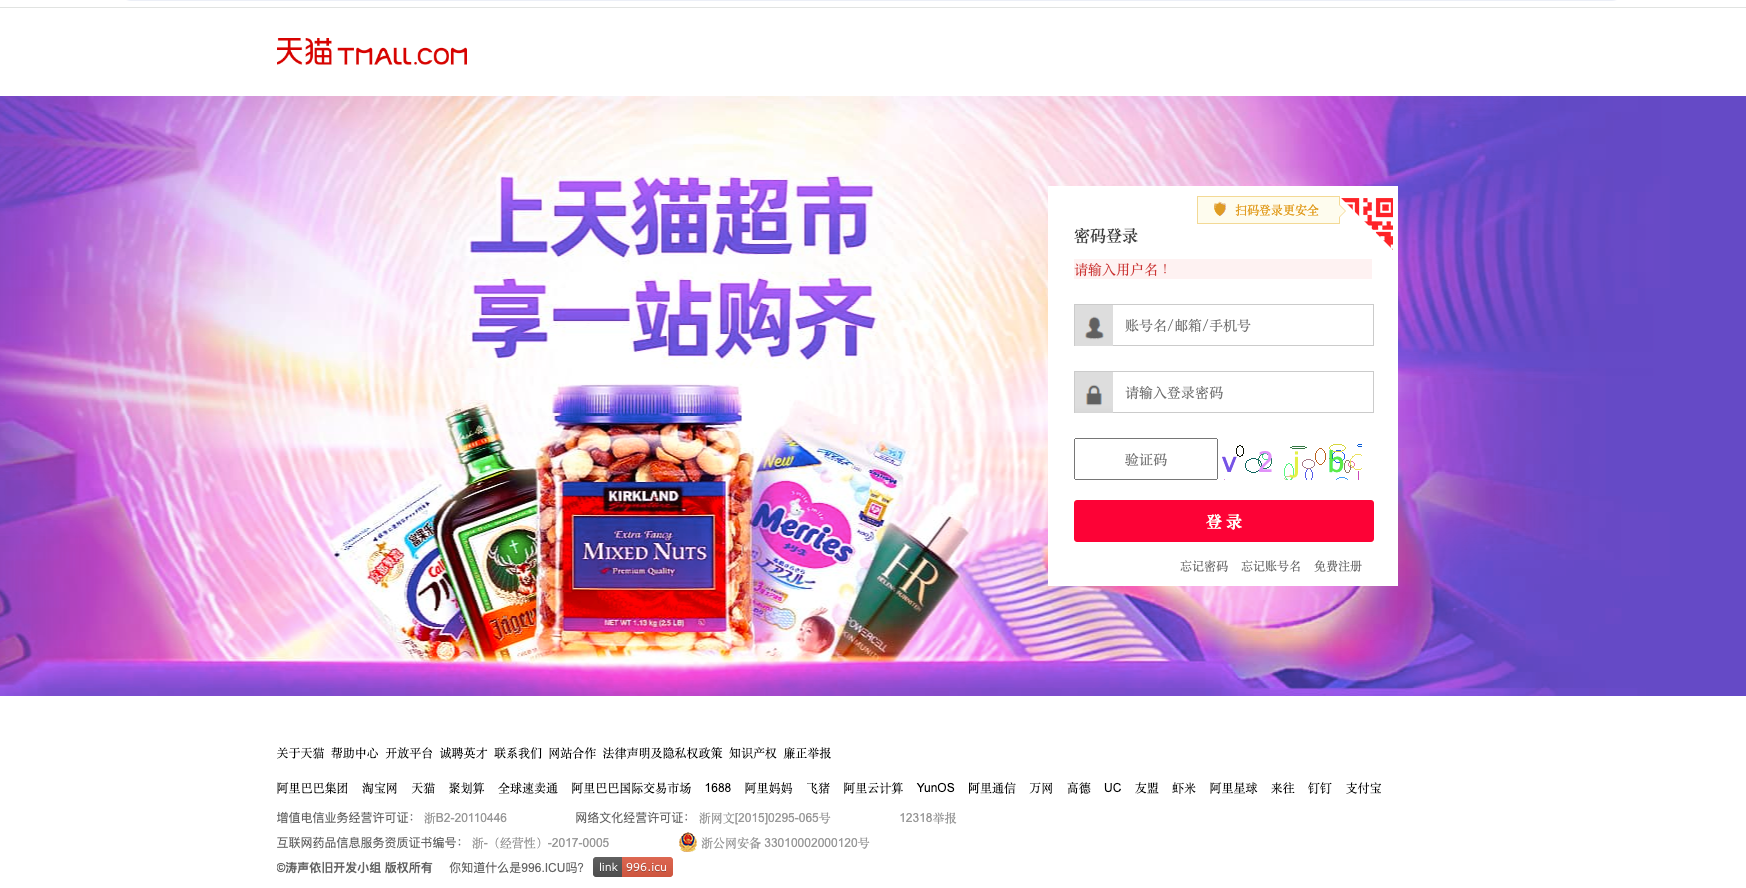 天猫 TMALL.COM
上天猫超市
享一站购齐
扫码登录更安全
密码登录
请输入用户名！
账号名/邮箱/手机号
请输入登录密码
验证码
登 录
忘记密码 忘记账号名 免费注册
New
Merries
メリーズ
エアスルー
KIRKLAND
Extra Fancy
MIXED NUTS
Premium Quality
NET WT 1.13 kg (2.5 LB)
HR
HELENA RUBINSTEIN
POWERCELL
关于天猫 帮助中心 开放平台 诚聘英才 联系我们 网站合作 法律声明及隐私权政策 知识产权 廉正举报
阿里巴巴集团 淘宝网 天猫 聚划算 全球速卖通 阿里巴巴国际交易市场 1688 阿里妈妈 飞猪 阿里云计算 YunOS 阿里通信 万网 高德 UC 友盟 虾米 阿里星球 来往 钉钉 支付宝
增值电信业务经营许可证： 浙B2-20110446 网络文化经营许可证： 浙网文[2015]0295-065号 12318举报
互联网药品信息服务资质证书编号： 浙-（经营性）-2017-0005 浙公网安备 33010002000120号
©涛声依旧开发小组 版权所有 你知道什么是996.ICU吗? link 996.icu